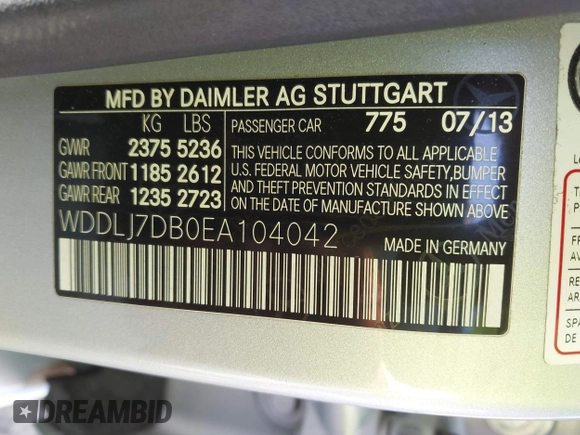 MFD BY DAIMLER AG STUTTGART
KG LBS
PASSENGER CAR 775 07/13
GVWR 2375 5236
GAWR FRONT 1185 2612
GAWR REAR 1235 2723
THIS VEHICLE CONFORMS TO ALL APPLICABLE
U.S. FEDERAL MOTOR VEHICLE SAFETY,BUMPER
AND THEFT PREVENTION STANDARDS IN EFFECT
ON THE DATE OF MANUFACTURE SHOWN ABOVE.
WDDLJ7DB0EA104042
MADE IN GERMANY
DREAMBID